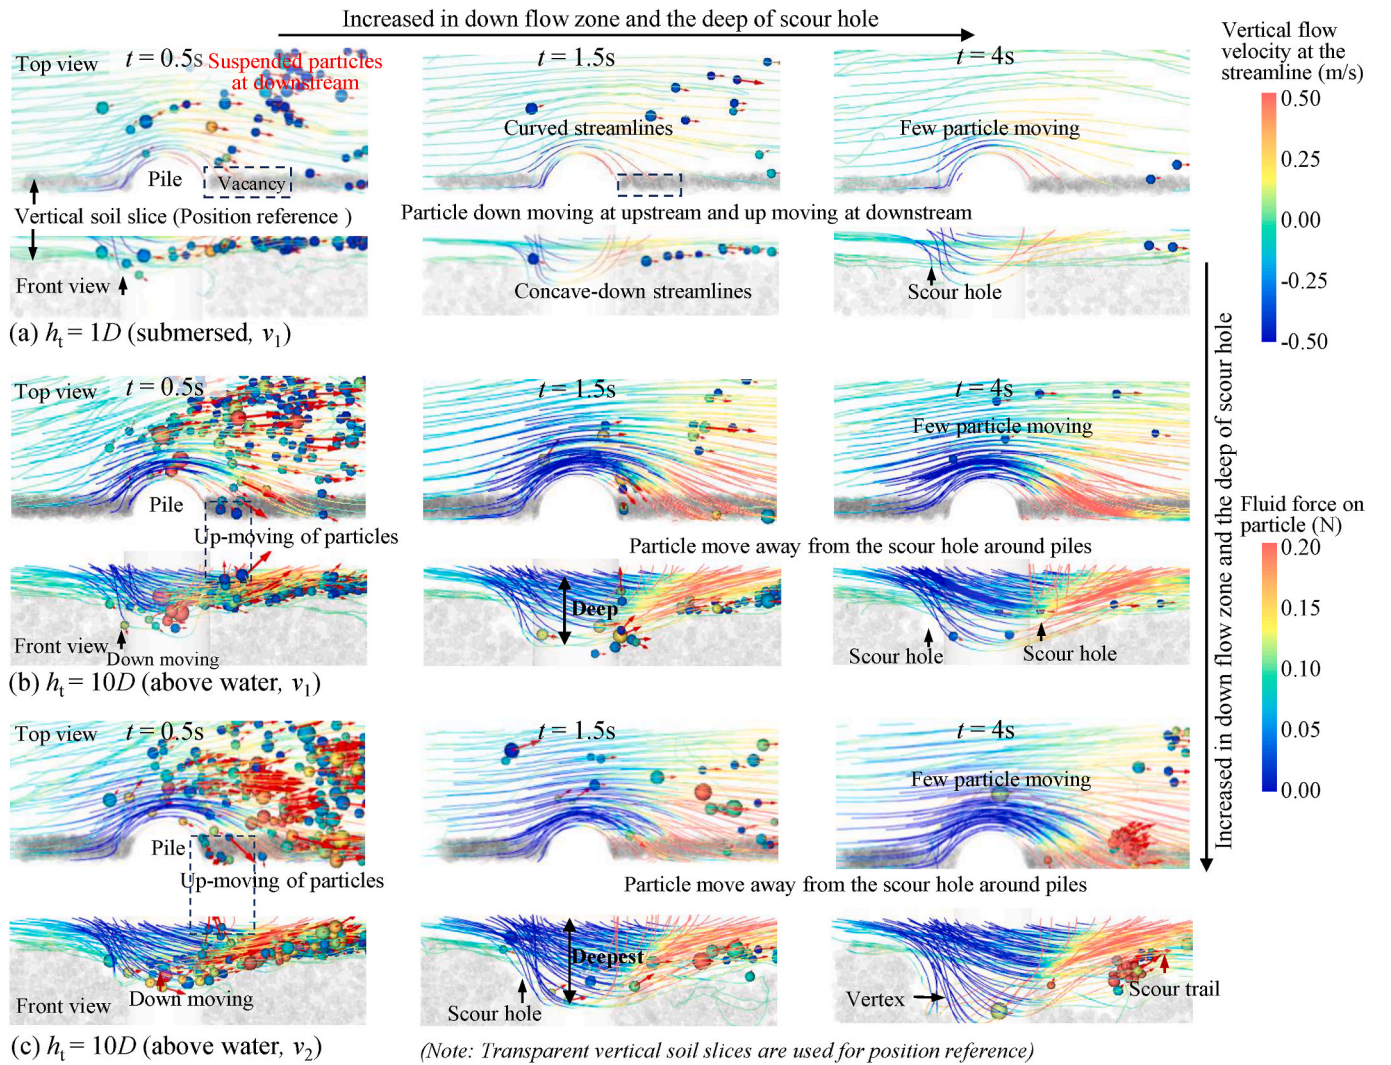 Increased in down flow zone and the deep of scour hole
Top view
t = 0.5s
Suspended particles
at downstream
Pile
Vacancy
t = 1.5s
Curved streamlines
t = 4s
Few particle moving
Vertical soil slice (Position reference )
Particle down moving at upstream and up moving at downstream
Front view
Concave-down streamlines
Scour hole
(a) hₜ = 1D (submersed, v₁)
Vertical flow
velocity at the
streamline (m/s)
0.50
0.25
0.00
-0.25
-0.50
Increased in down flow zone and the deep of scour hole
Top view
t = 0.5s
Pile
Up-moving of particles
t = 1.5s
t = 4s
Few particle moving
Particle move away from the scour hole around piles
Front view
Down moving
Deep
Scour hole
Scour hole
(b) hₜ = 10D (above water, v₁)
Fluid force on
particle (N)
0.20
0.15
0.10
0.05
0.00
Top view
t = 0.5s
Pile
Up-moving of particles
t = 1.5s
t = 4s
Few particle moving
Particle move away from the scour hole around piles
Front view
Down moving
Deepest
Scour hole
Vertex
Scour trail
(c) hₜ = 10D (above water, v₂)
(Note: Transparent vertical soil slices are used for position reference)